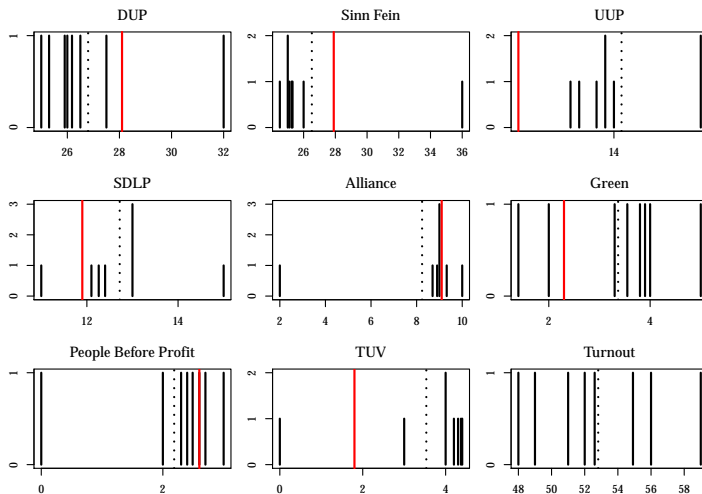 DUP
Sinn Fein
UUP
0 1
0 1 2
0 1 2
26 28 30 32
26 28 30 32 34 36
14
SDLP
Alliance
Green
0 1 2 3
0 1 2 3
0 1
12 14
2 4 6 8 10
2 4
People Before Profit
TUV
Turnout
0 1
0 1 2
0 1
0 2
0 2 4
48 50 52 54 56 58